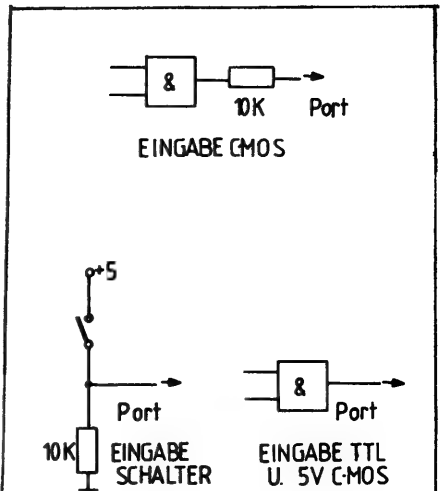 &
10K Port
EINGABE CMOS
+5
Port
10K
EINGABE
SCHALTER
&
Port
EINGABE TTL
U. 5V C-MOS